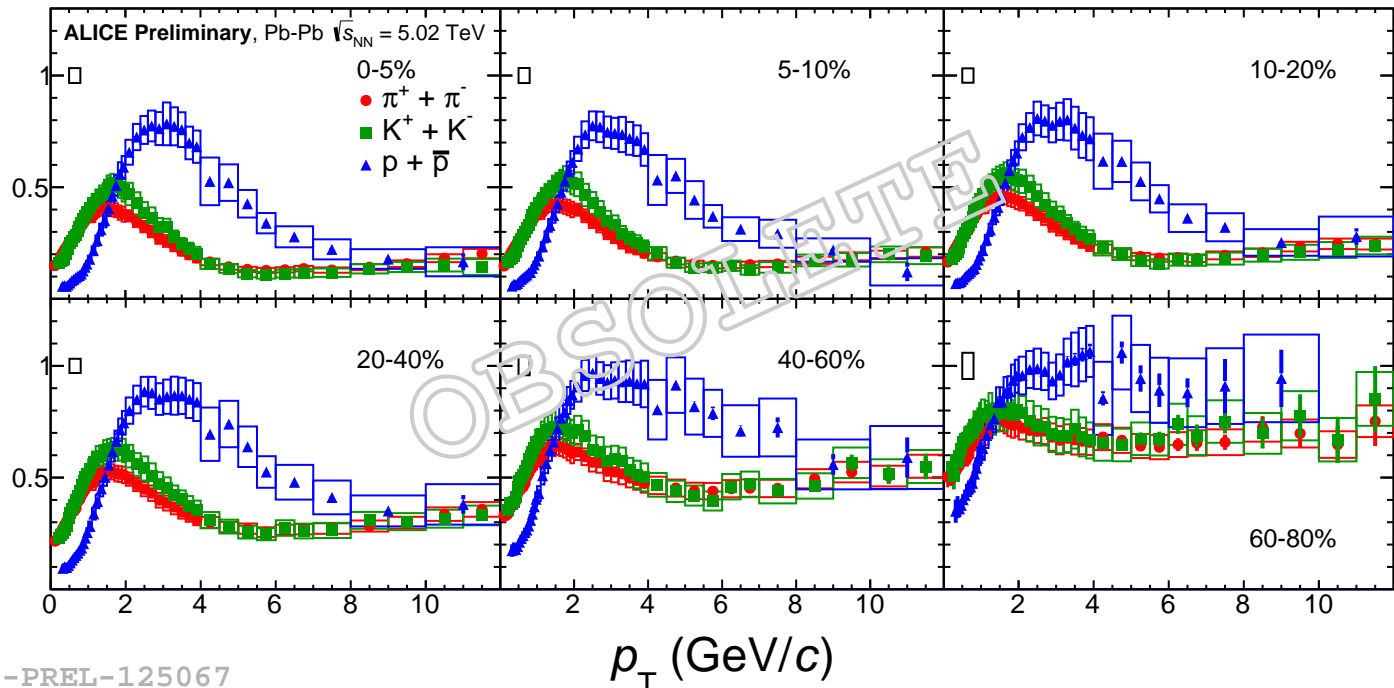 ALICE Preliminary, Pb-Pb √s_NN = 5.02 TeV
0-5%
π⁺ + π⁻
K⁺ + K⁻
p + p̅
5-10%
10-20%
1
0.5
20-40%
40-60%
60-80%
1
0.5
OBSOLETE
0 2 4 6 8 10 2 4 6 8 10 2 4 6 8 10
p_T (GeV/c)
-PREL-125067